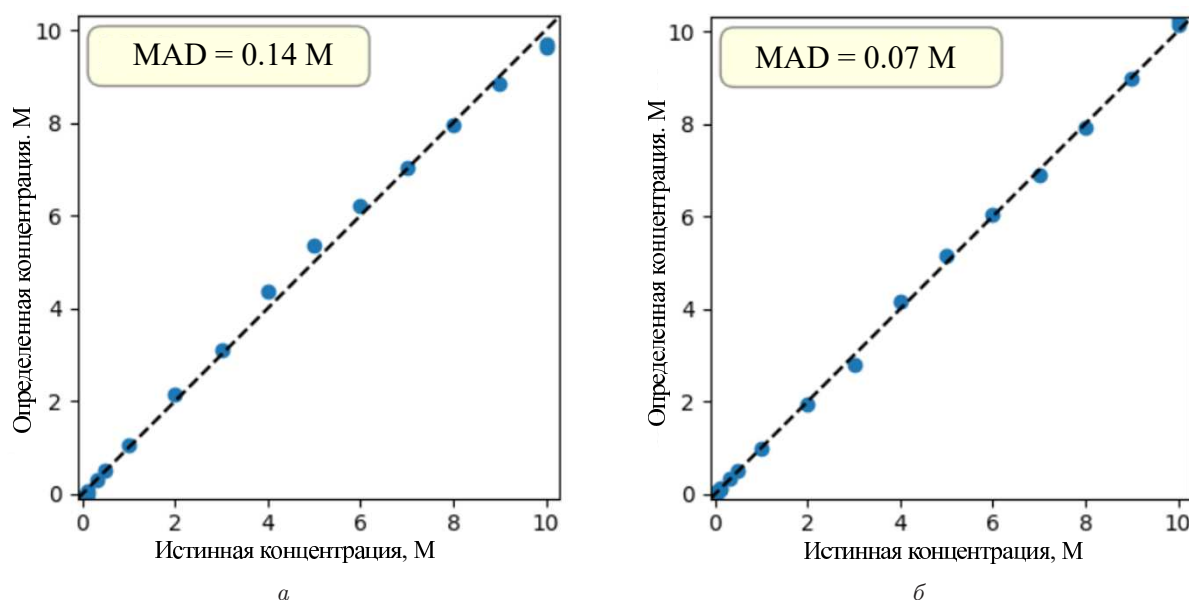 MAD = 0.14 M
Определенная концентрация. М
10
8
6
4
2
0
0 2 4 6 8 10
Истинная концентрация, М
а
MAD = 0.07 M
Определенная концентрация. М
10
8
6
4
2
0
0 2 4 6 8 10
Истинная концентрация, М
б